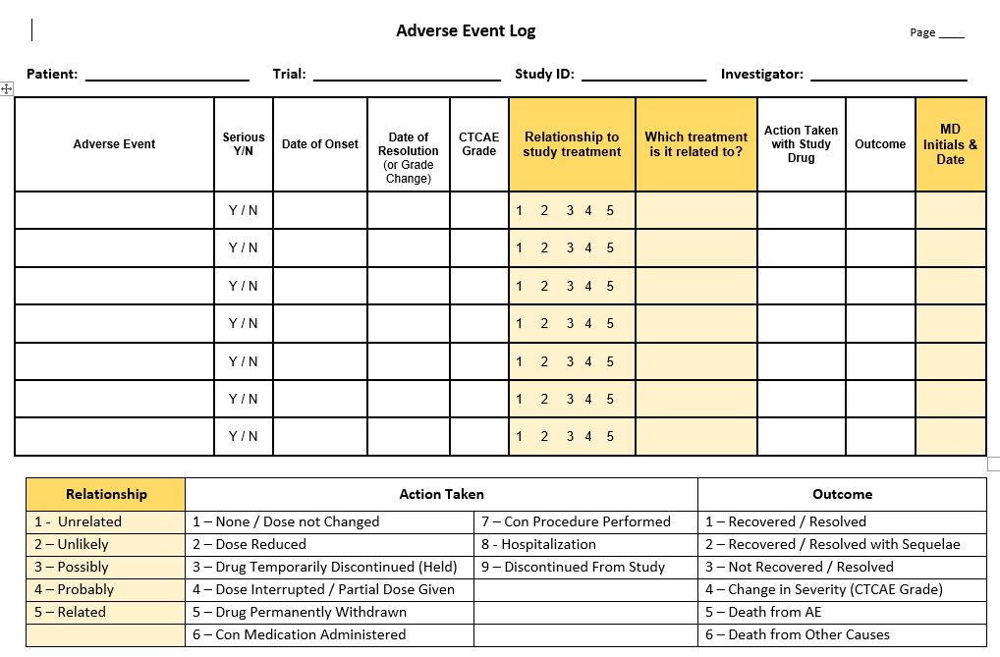 Adverse Event Log
Page ____
Patient: ____ Trial: ____ Study ID: ____ Investigator: ____
Adverse Event
Serious
Y/N
Date of Onset
Date of
Resolution
(or Grade
Change)
CTCAE
Grade
Relationship to
study treatment
Which treatment
is it related to?
Action Taken
with Study
Drug
Outcome
MD
Initials &
Date
Y / N 1 2 3 4 5
Y / N 1 2 3 4 5
Y / N 1 2 3 4 5
Y / N 1 2 3 4 5
Y / N 1 2 3 4 5
Y / N 1 2 3 4 5
Y / N 1 2 3 4 5
Relationship Action Taken Outcome
1 - Unrelated 1 – None / Dose not Changed 7 – Con Procedure Performed 1 – Recovered / Resolved
2 – Unlikely 2 – Dose Reduced 8 - Hospitalization 2 – Recovered / Resolved with Sequelae
3 – Possibly 3 – Drug Temporarily Discontinued (Held) 9 – Discontinued From Study 3 – Not Recovered / Resolved
4 – Probably 4 – Dose Interrupted / Partial Dose Given 4 – Change in Severity (CTCAE Grade)
5 – Related 5 – Drug Permanently Withdrawn 5 – Death from AE
6 – Con Medication Administered 6 – Death from Other Causes